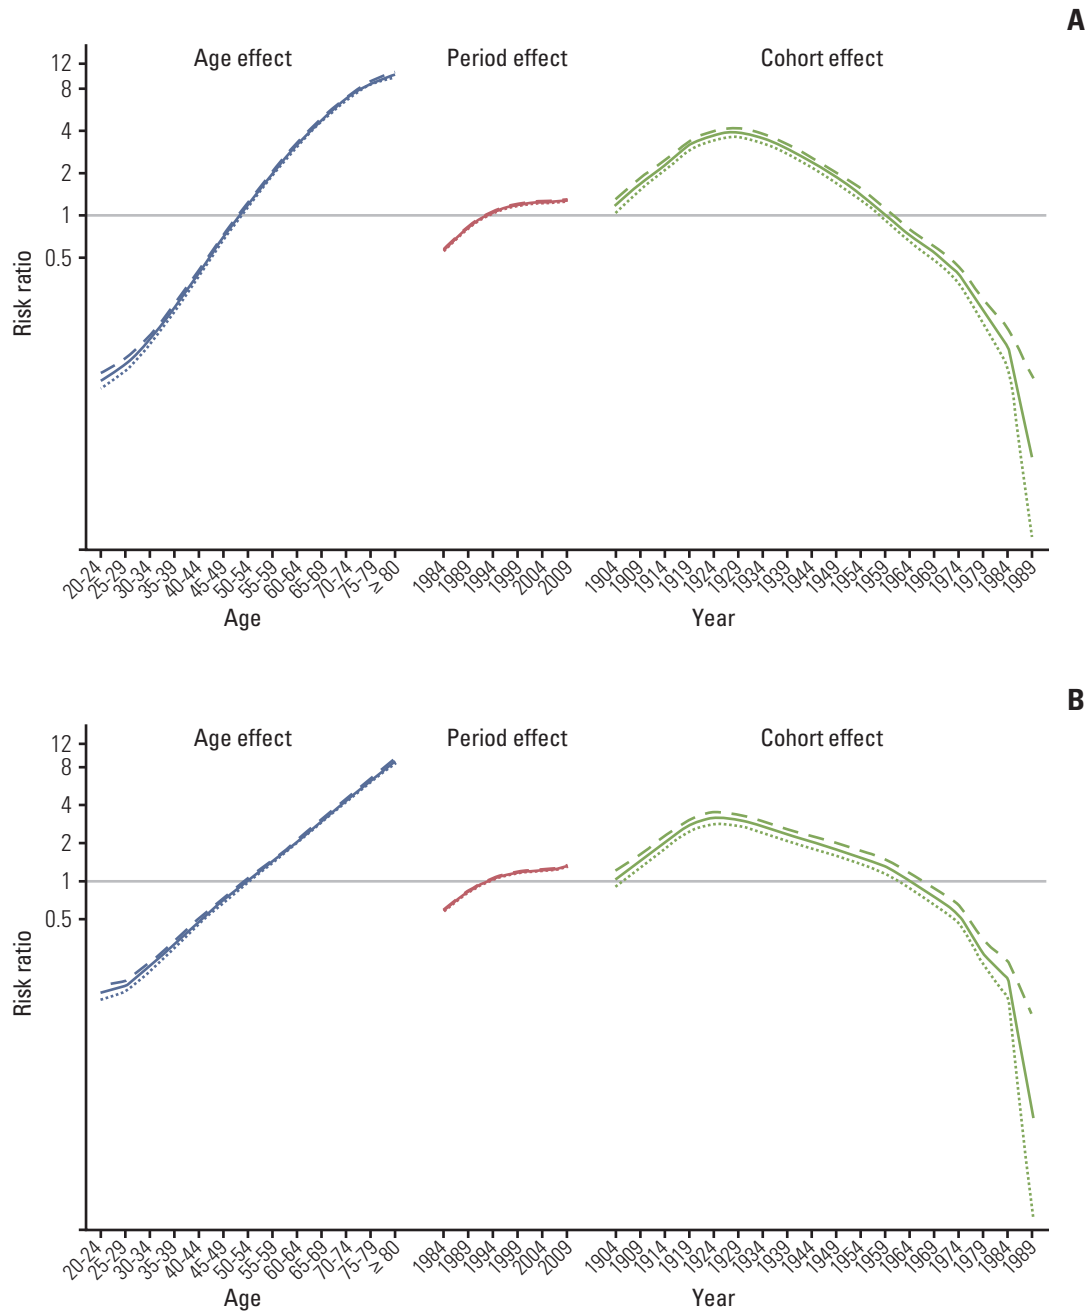 A
Age effect Period effect Cohort effect
12
8
4
2
1
0.5
Risk ratio
20-24 25-29 30-34 35-39 40-44 45-49 50-54 55-59 60-64 65-69 70-74 75-79 ≥ 80 1984 1989 1994 1999 2004 2009 1904 1909 1914 1919 1924 1929 1934 1939 1944 1949 1954 1959 1964 1969 1974 1979 1984 1989
Age Year
B
Age effect Period effect Cohort effect
12
8
4
2
1
0.5
Risk ratio
20-24 25-29 30-34 35-39 40-44 45-49 50-54 55-59 60-64 65-69 70-74 75-79 ≥ 80 1984 1989 1994 1999 2004 2009 1904 1909 1914 1919 1924 1929 1934 1939 1944 1949 1954 1959 1964 1969 1974 1979 1984 1989
Age Year